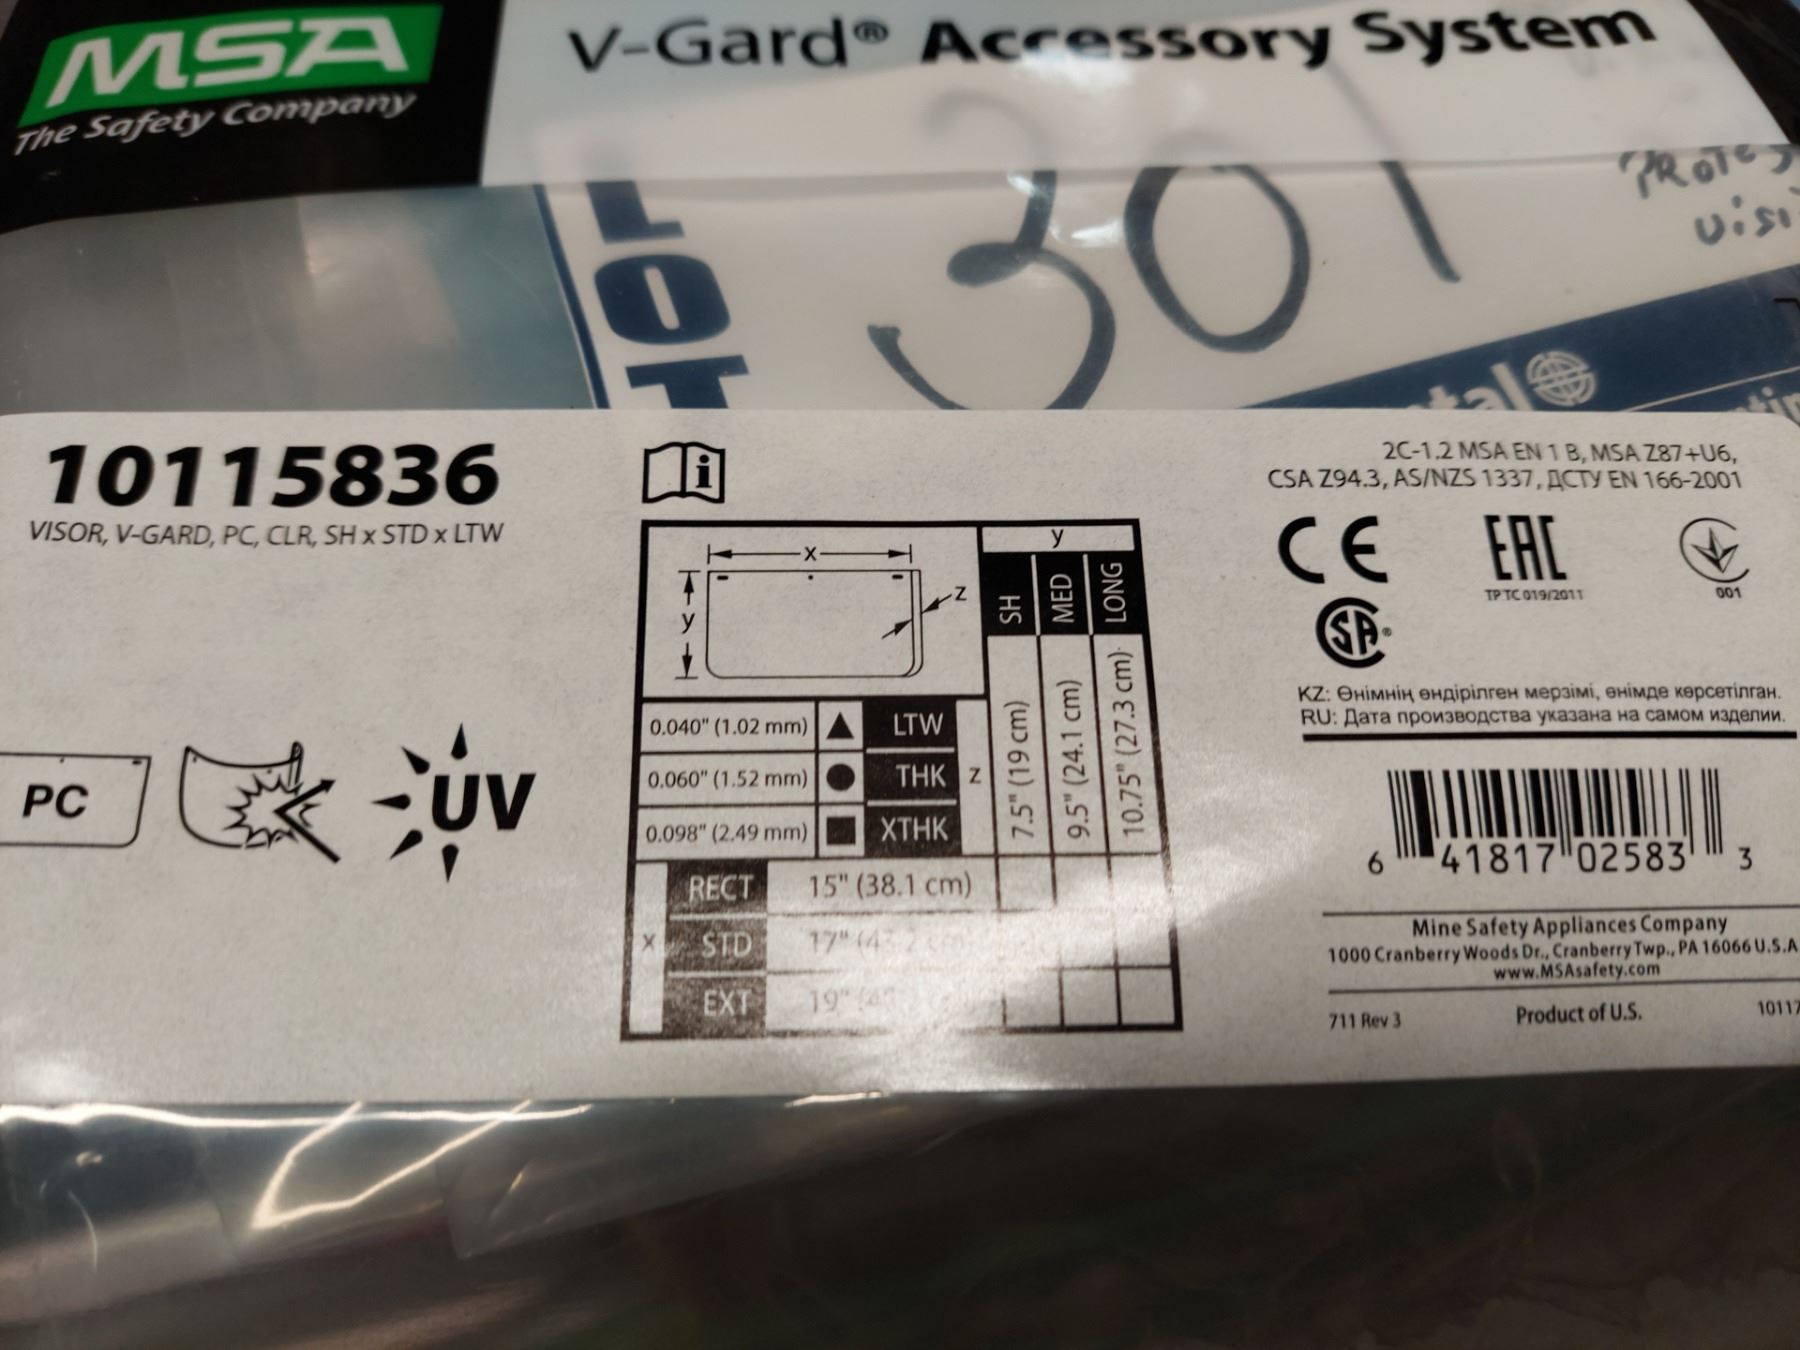 MSA
The Safety Company
V-Gard® Accessory System
LOT
301
10115836
VISOR, V-GARD, PC, CLR, SH x STD x LTW
PC
UV
i
x
y
z
y
SH
MED
LONG
0.040" (1.02 mm) LTW
0.060" (1.52 mm) THK
0.098" (2.49 mm) XTHK
z
7.5" (19 cm)
9.5" (24.1 cm)
10.75" (27.3 cm)
x
RECT 15" (38.1 cm)
STD 17"
EXT 19"
2C-1.2 MSA EN 1 B, MSA Z87+U6,
CSA Z94.3, AS/NZS 1337, ДСТУ EN 166-2001
CE
EAC
ТР ТС 019/2011
001
SA®
KZ: Өнімнің өндірілген мерзімі, өнімде көрсетілган.
RU: Дата производства указана на самом изделии.
6 41817 02583 3
Mine Safety Appliances Company
1000 Cranberry Woods Dr., Cranberry Twp., PA 16066 U.S.A
www.MSAsafety.com
711 Rev 3
Product of U.S.
10117